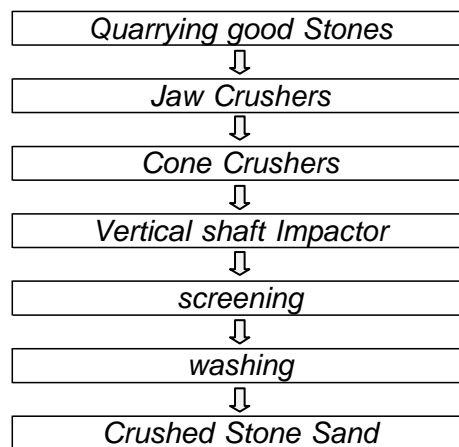 Quarrying good Stones
Jaw Crushers
Cone Crushers
Vertical shaft Impactor
screening
washing
Crushed Stone Sand